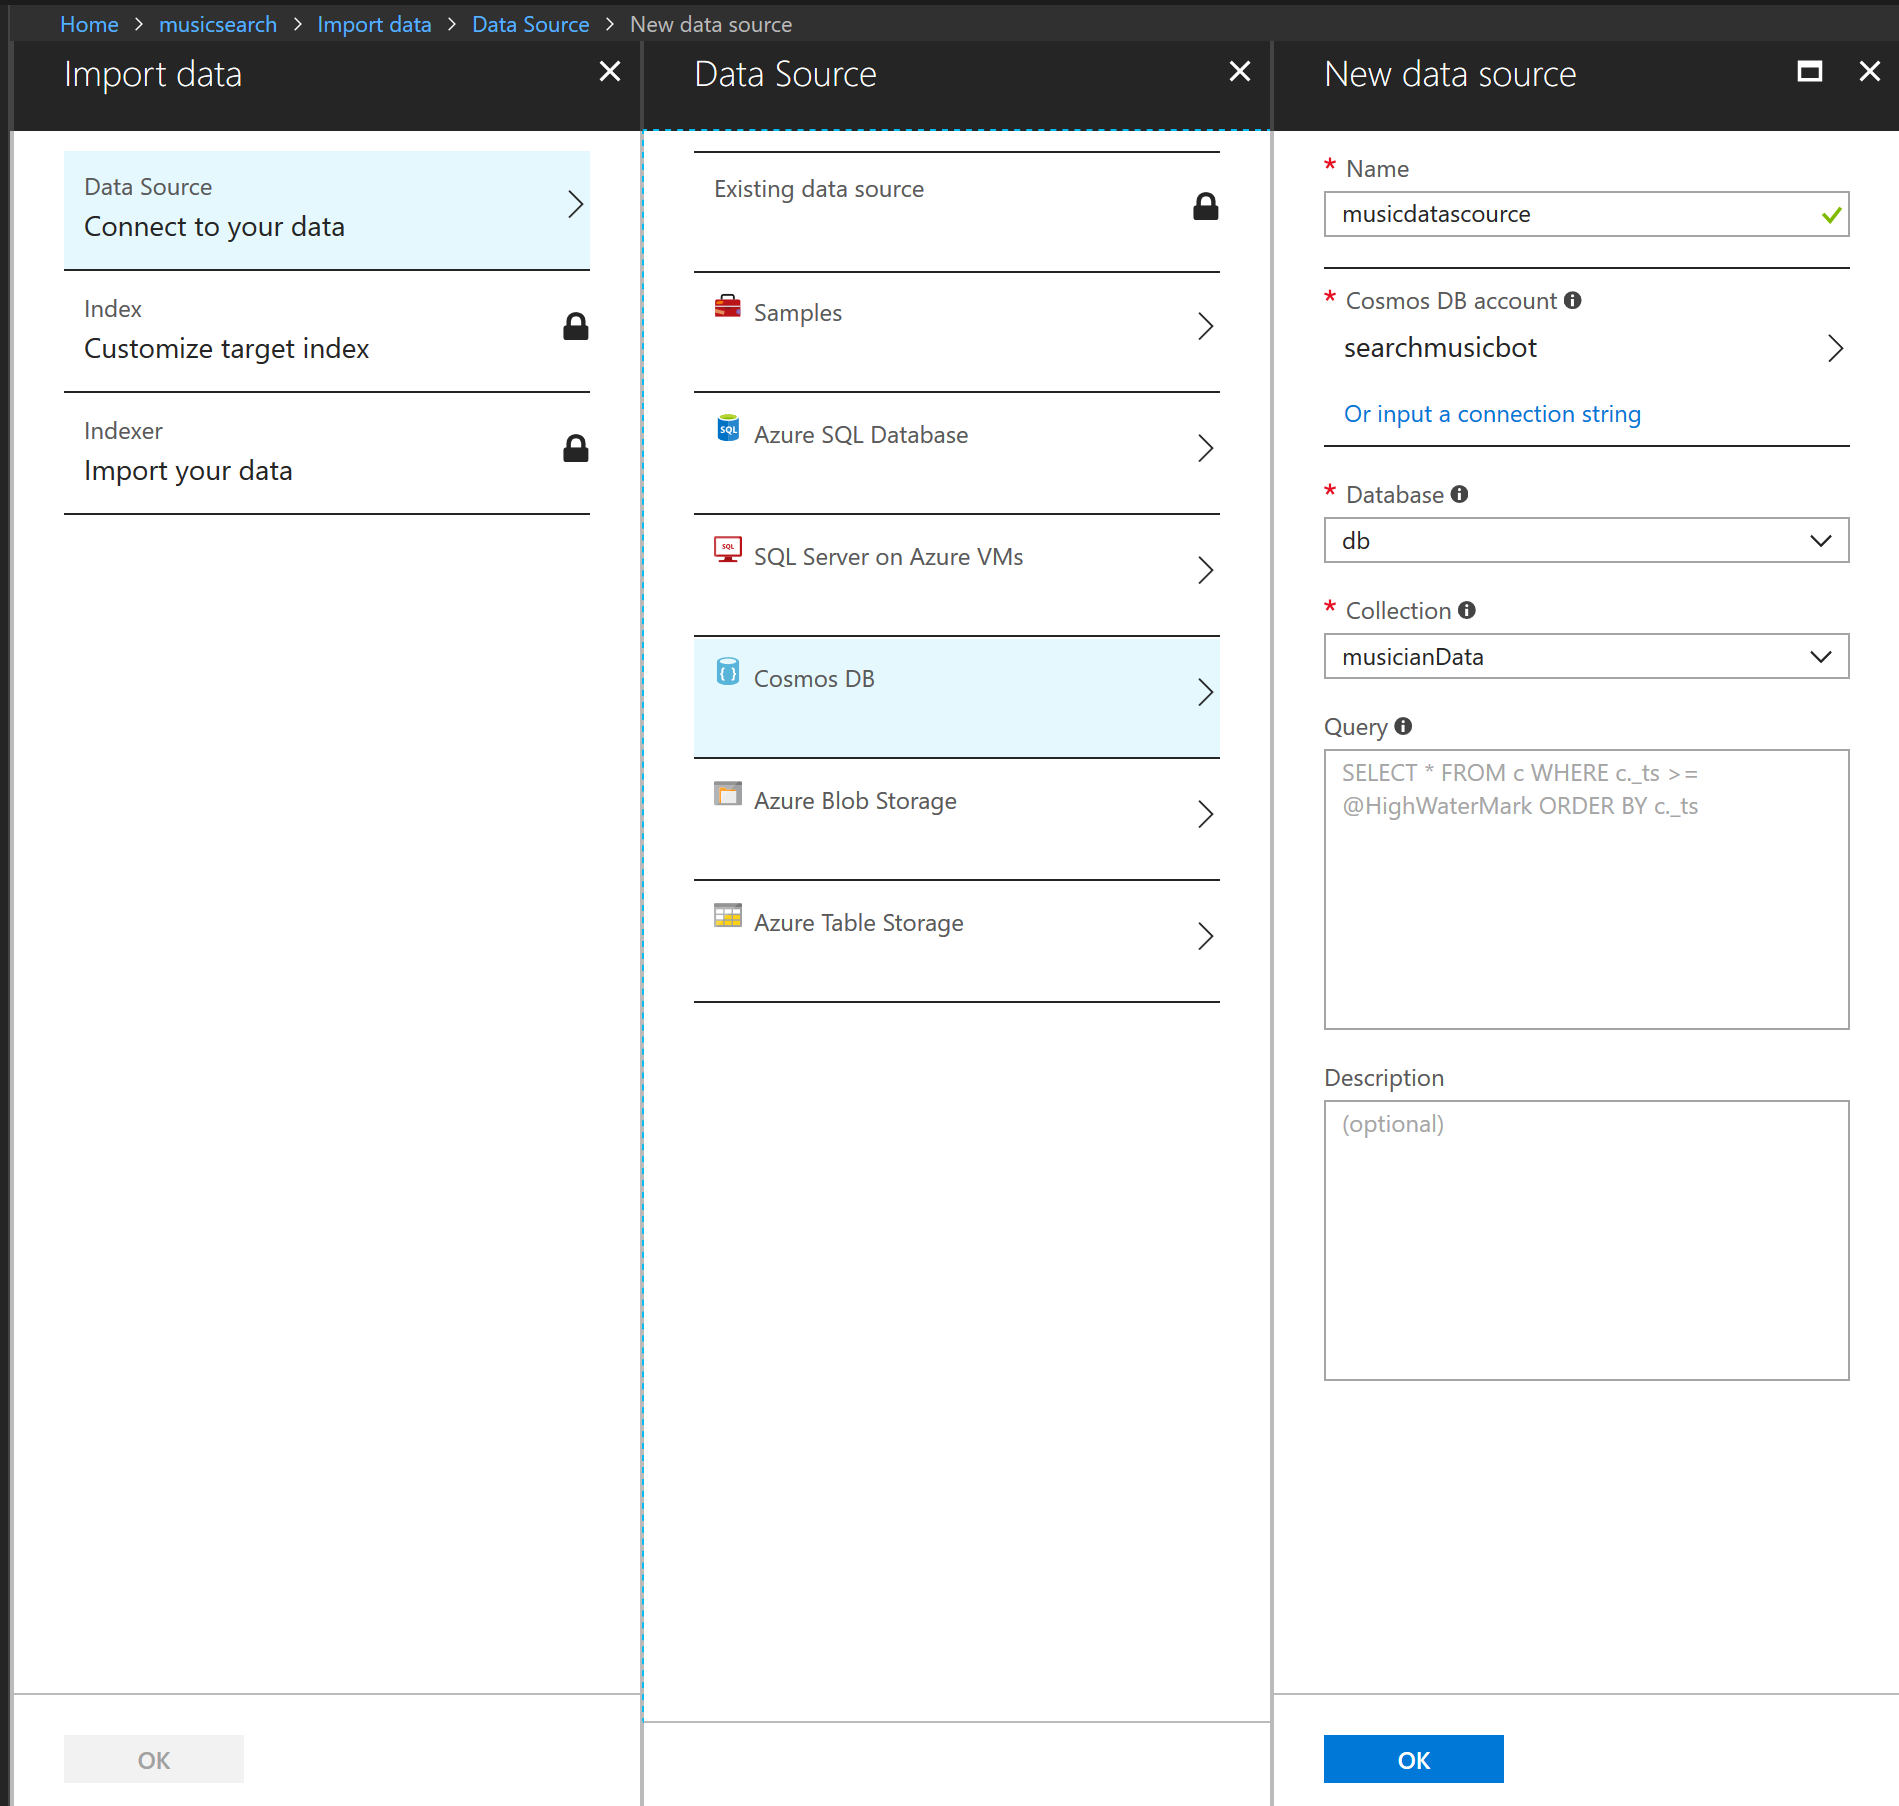 Home > musicsearch > Import data > Data Source > New data source
Import data
Data Source
Connect to your data
Index
Customize target index
Indexer
Import your data
OK
Data Source
Existing data source
Samples
SQL
Azure SQL Database
SQL
SQL Server on Azure VMs
Cosmos DB
Azure Blob Storage
Azure Table Storage
New data source
* Name
musicdatascource
* Cosmos DB account
searchmusicbot
Or input a connection string
* Database
db
* Collection
musicianData
Query
SELECT * FROM c WHERE c._ts >=
@HighWaterMark ORDER BY c._ts
Description
(optional)
OK